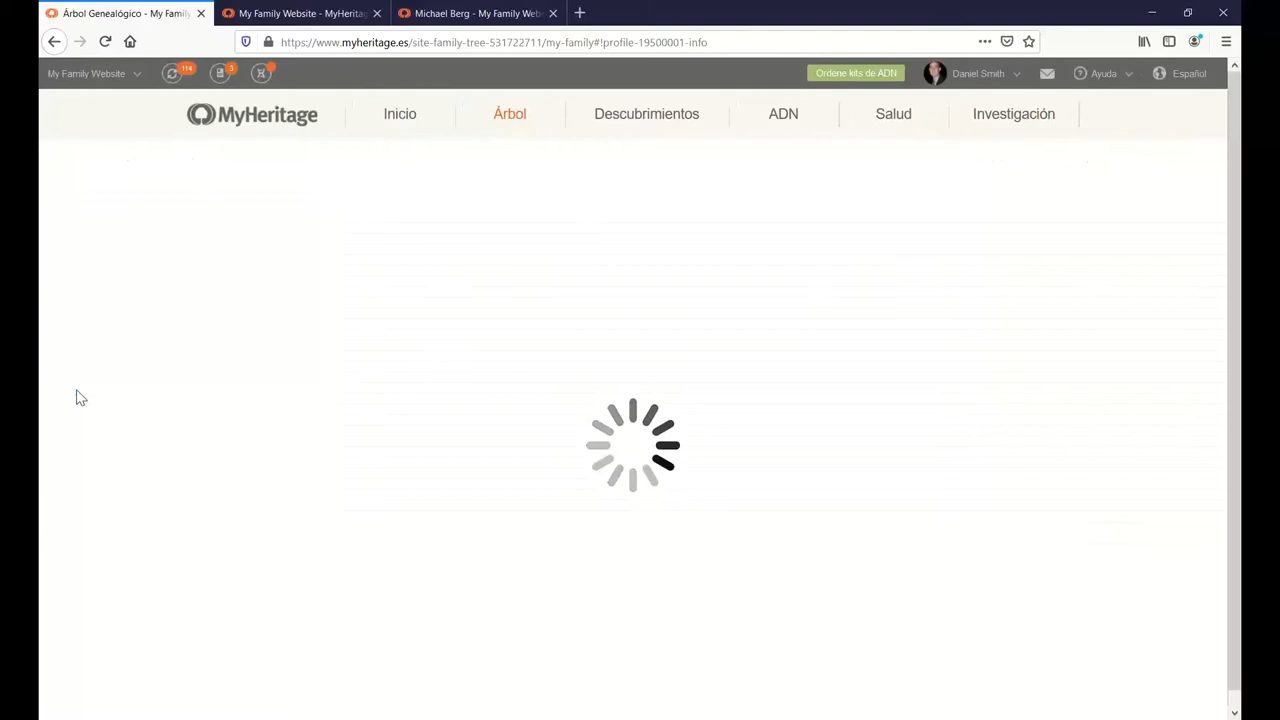 Árbol Genealógico - My Family
My Family Website - MyHeritag
Michael Berg - My Family Web
https://www.myheritage.es/site-family-tree-531722711/my-family#!profile-19500001-info
My Family Website
114
3
Ordene kits de ADN
Daniel Smith
Ayuda
Español
MyHeritage
Inicio
Árbol
Descubrimientos
ADN
Salud
Investigación